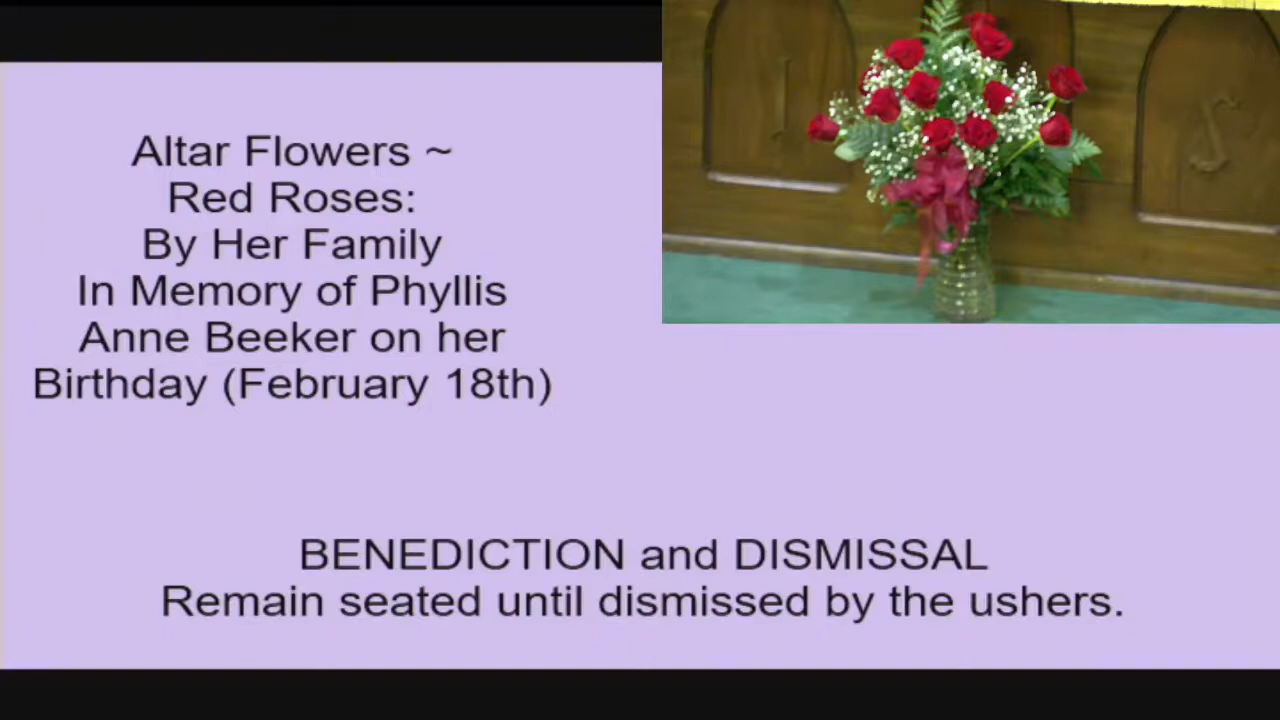 Altar Flowers ~
Red Roses:
By Her Family
In Memory of Phyllis
Anne Beeker on her
Birthday (February 18th)
BENEDICTION and DISMISSAL
Remain seated until dismissed by the ushers.